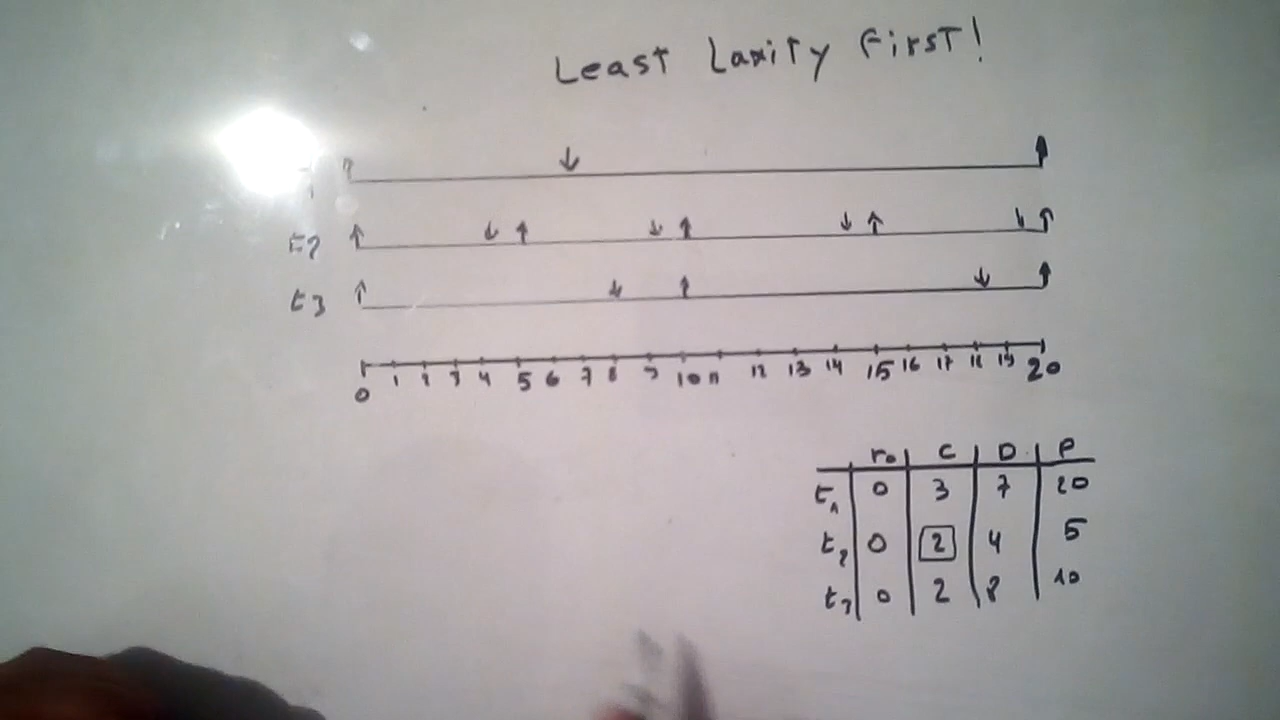 Least Laxity First!
t2
t3
0 1 2 3 4 5 6 7 8 9 10 11 12 13 14 15 16 17 18 19 20
r0 C D P
t1 0 3 7 20
t2 0 2 4 5
t3 0 2 8 10